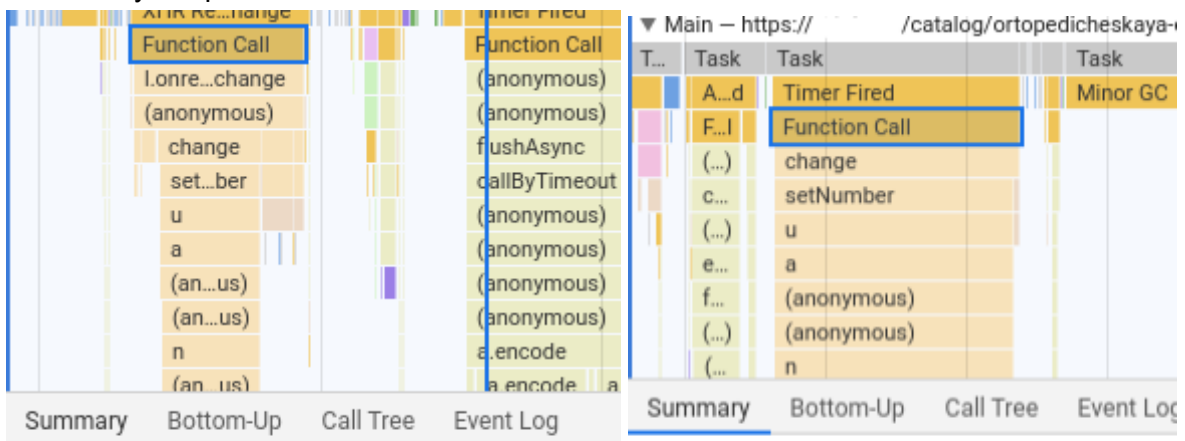 XHR Re...hange
Timer Fired
Function Call
Function Call
l.onre...change
(anonymous)
(anonymous)
(anonymous)
change
flushAsync
set...ber
callByTimeout
u
(anonymous)
a
(anonymous)
(an...us)
(anonymous)
(an...us)
(anonymous)
n
a.encode
(an...us)
a.encode
a
Summary
Bottom-Up
Call Tree
Event Log
▼ Main — https://
/catalog/ortopedicheskaya-
T...
Task
Task
Task
A...d
Timer Fired
Minor GC
F...l
Function Call
(...)
change
c...
setNumber
(...)
u
e...
a
f...
(anonymous)
(...)
(anonymous)
(...
n
Summary
Bottom-Up
Call Tree
Event Log